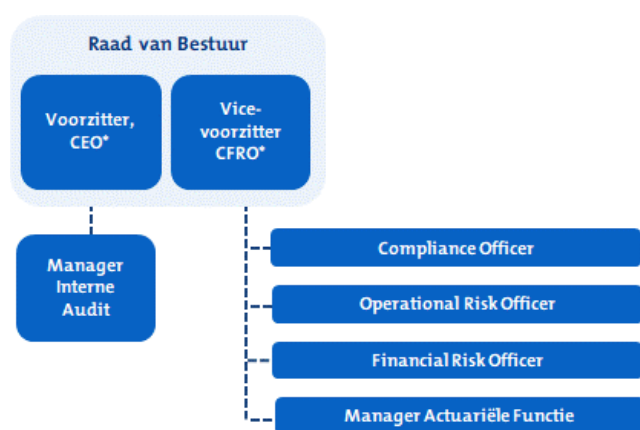 Raad van Bestuur
Voorzitter,
CEO*
Vice-
voorzitter
CFRO*
Manager
Interne
Audit
Compliance Officer
Operational Risk Officer
Financial Risk Officer
Manager Actuariële Functie